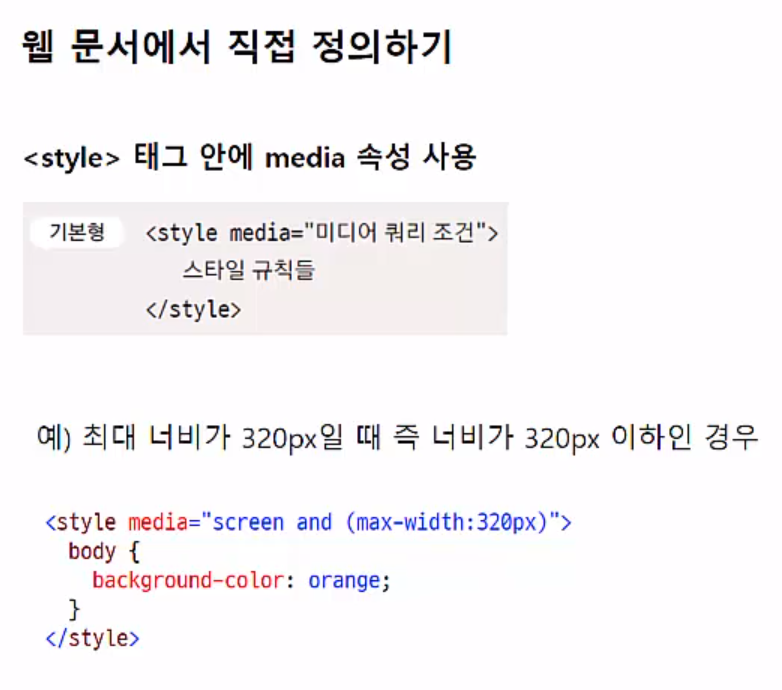 웹 문서에서 직접 정의하기
<style> 태그 안에 media 속성 사용
기본형 <style media="미디어 쿼리 조건">
스타일 규칙들
</style>
예) 최대 너비가 320px일 때 즉 너비가 320px 이하인 경우
<style media="screen and (max-width:320px)">
body {
background-color: orange;
}
</style>